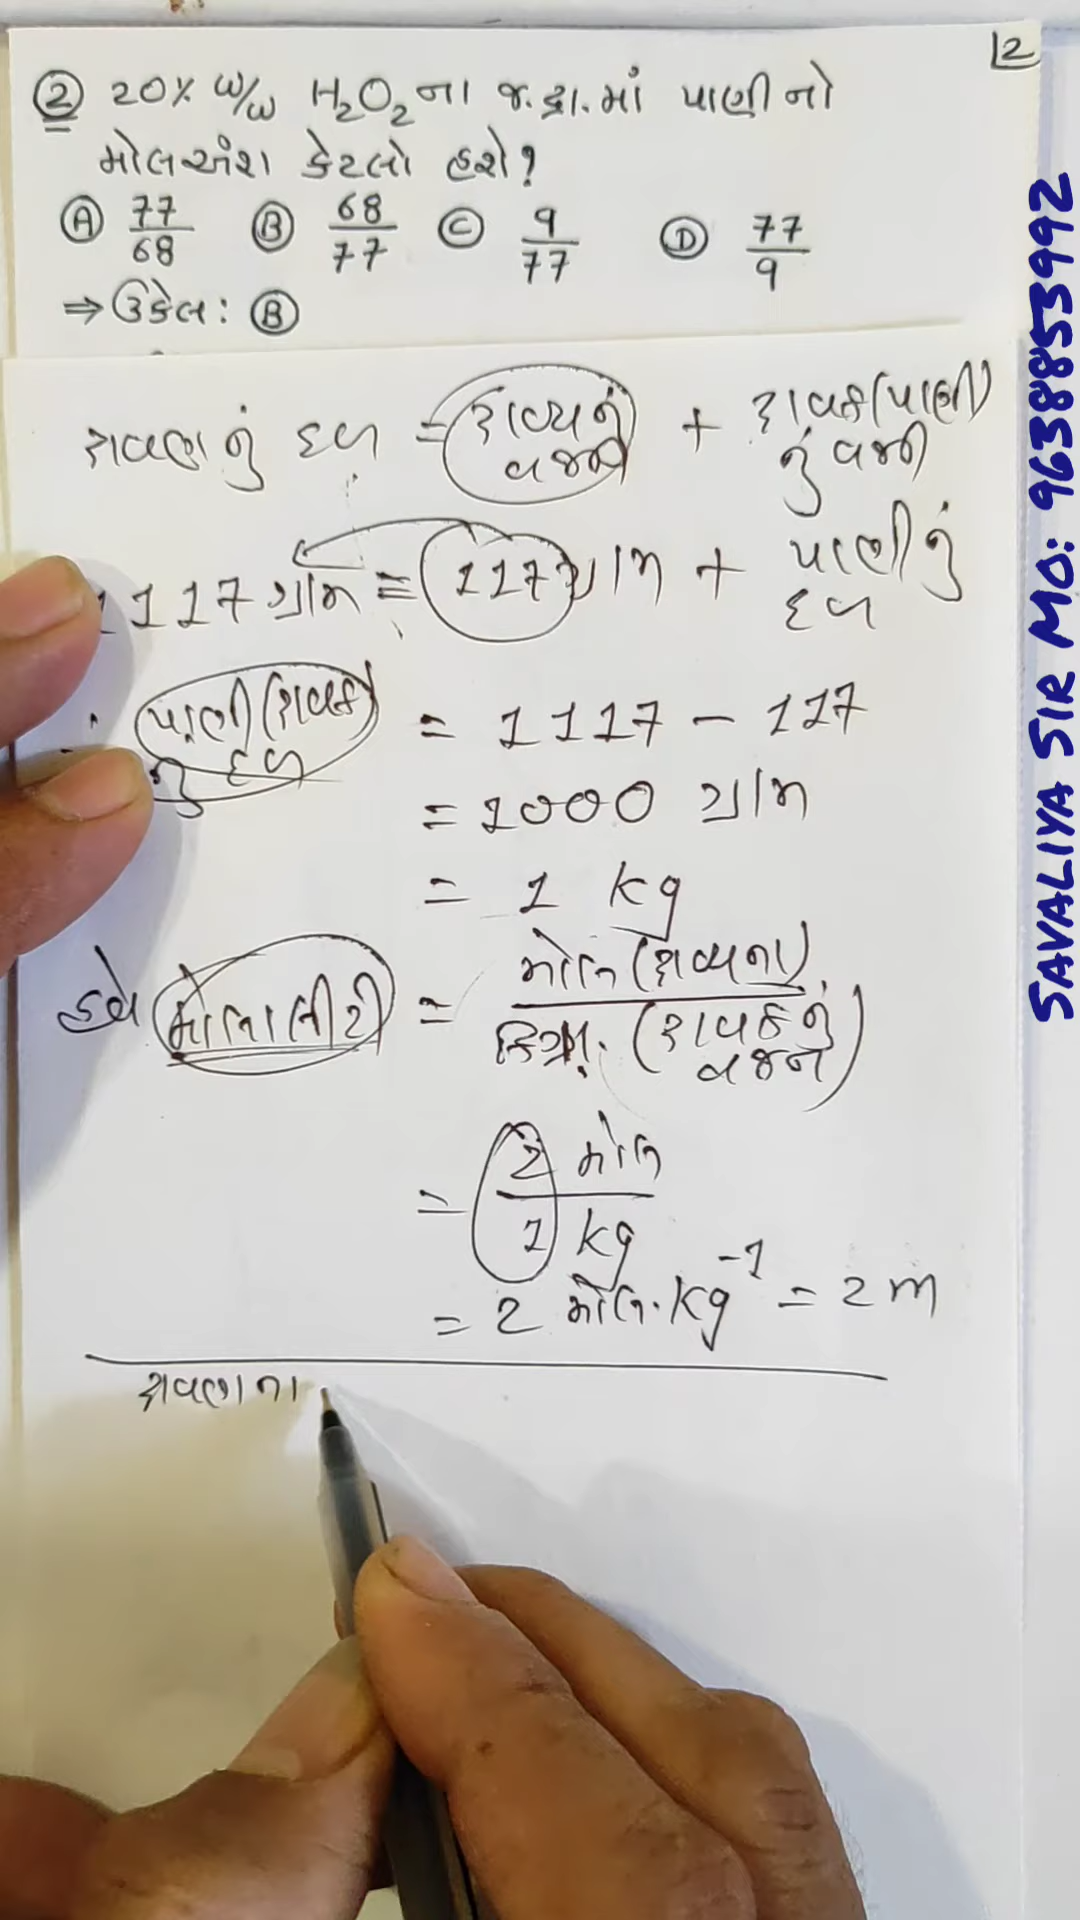 2
② 20% w/w H₂O₂ ના જ.દ્રા.માં પાણીનો
મોલઅંશ કેટલો હશે?
Ⓐ 77/68 Ⓑ 68/77 Ⓒ 9/77 Ⓓ 77/9
⇒ ઉકેલ: Ⓑ
દ્રાવણનું દળ = દ્રાવ્યનું વજન + દ્રાવક(પાણી)નું વજન
1117 ગ્રામ = 117 ગ્રામ + પાણીનું દળ
પાણી(દ્રાવક)નું દળ = 1117 - 117
= 1000 ગ્રામ
= 1 kg
હવે મોલાલીટી = મોલ (દ્રાવ્યના) / કિગ્રા. (દ્રાવકનું વજન)
= 2 મોલ / 1 kg
= 2 મોલ.kg⁻¹ = 2 m
દ્રાવણના
SAVALIYA SIR MO: 9638853992